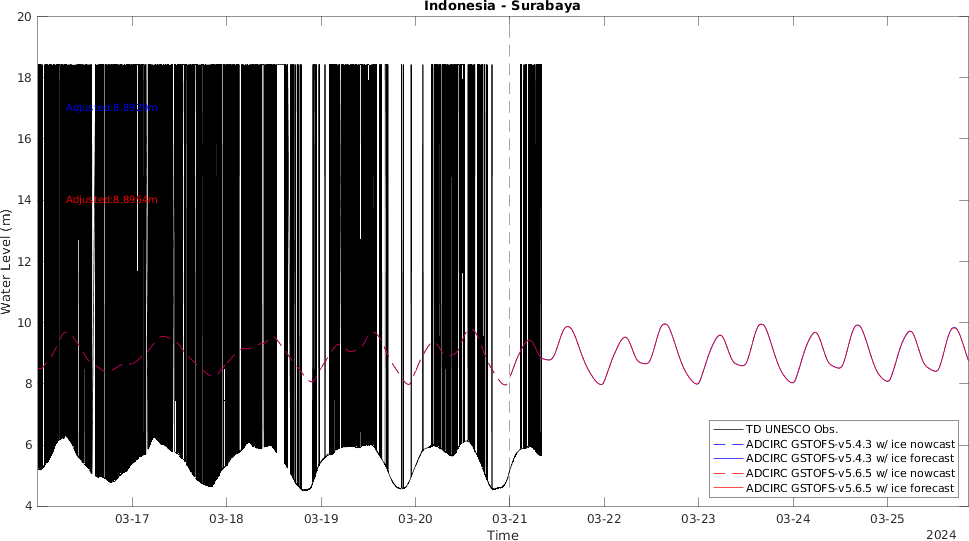 Indonesia - Surabaya
20
18
16
14
12
10
8
6
4
Water Level (m)
03-17
03-18
03-19
03-20
03-21
03-22
03-23
03-24
03-25
Time
2024
TD UNESCO Obs.
ADCIRC GSTOFS-v5.4.3 w/ ice nowcast
ADCIRC GSTOFS-v5.4.3 w/ ice forecast
ADCIRC GSTOFS-v5.6.5 w/ ice nowcast
ADCIRC GSTOFS-v5.6.5 w/ ice forecast